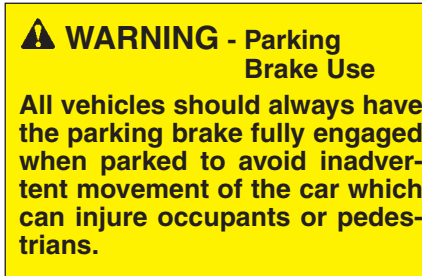 WARNING - Parking
Brake Use
All vehicles should always have
the parking brake fully engaged
when parked to avoid inadver-
tent movement of the car which
can injure occupants or pedes-
trians.